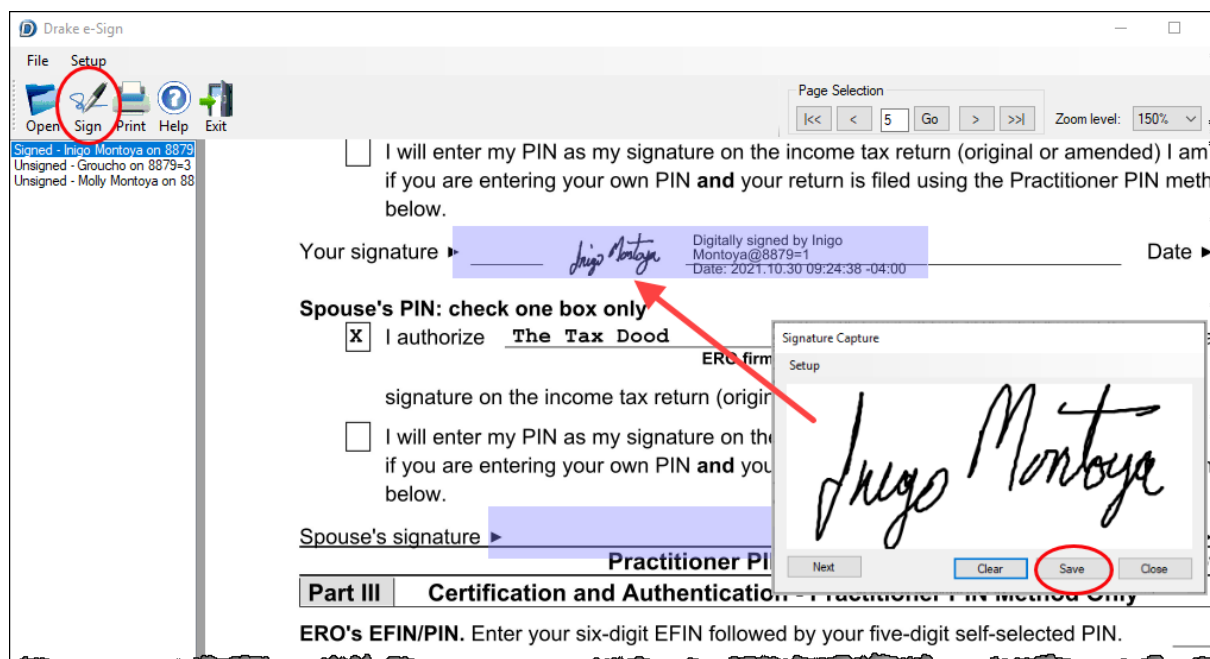 Drake e-Sign
File Setup
Open Sign Print Help Exit
Page Selection
|<< < 5 Go > >>| Zoom level: 150%
Signed - Inigo Montoya on 8879
Unsigned - Groucho on 8879=3
Unsigned - Molly Montoya on 88
I will enter my PIN as my signature on the income tax return (original or amended) I am
if you are entering your own PIN and your return is filed using the Practitioner PIN meth
below.
Your signature ► Inigo Montoya
Digitally signed by Inigo
Montoya@8879=1
Date: 2021.10.30 09:24:38 -04:00
Date ►
Spouse's PIN: check one box only
X I authorize The Tax Dood
ERO firm
signature on the income tax return (origin
I will enter my PIN as my signature on the
if you are entering your own PIN and you
below.
Spouse's signature ►
Practitioner PI
Part III Certification and Authentication - Practitioner PIN Method Only
ERO's EFIN/PIN. Enter your six-digit EFIN followed by your five-digit self-selected PIN.
Signature Capture
Setup
Inigo Montoya
Next Clear Save Close